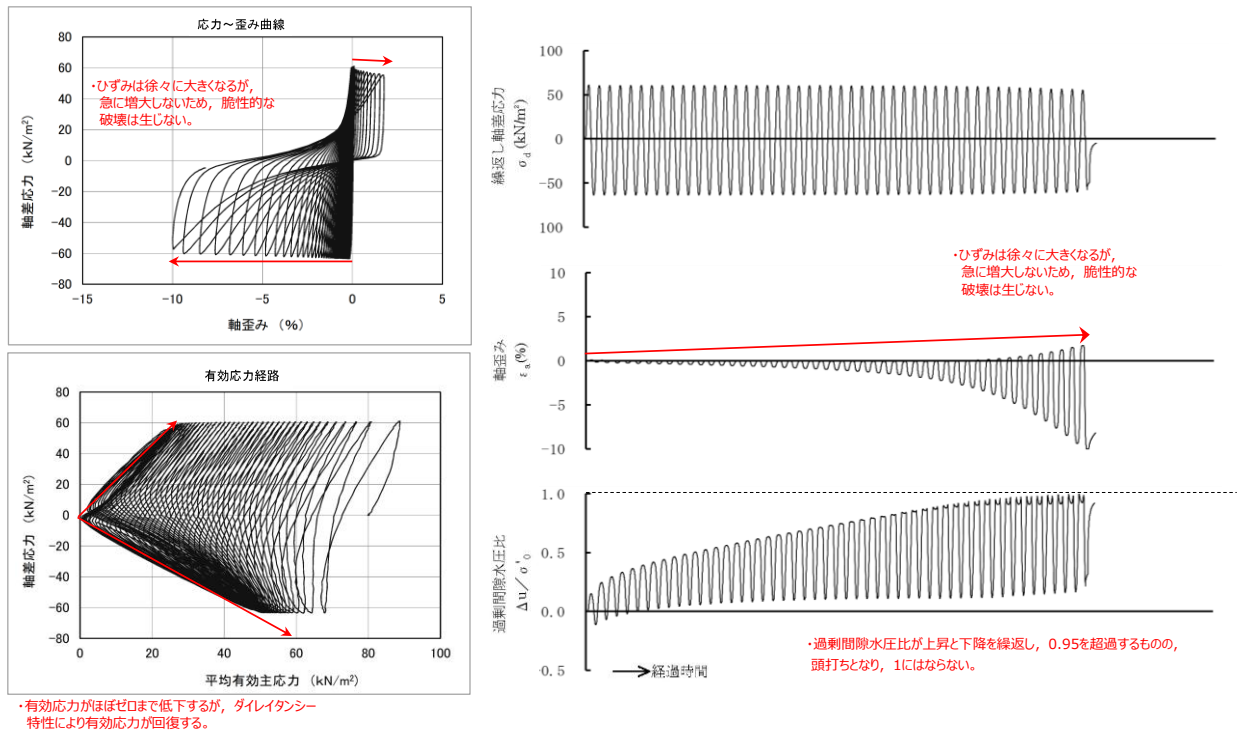 応力～歪み曲線
80
60
40
20
0
-20
-40
-60
-80
軸差応力 (kN/m²)
-15
-10
-5
0
5
軸歪み (%)
・ひずみは徐々に大きくなるが,
急に増大しないため, 脆性的な
破壊は生じない。
有効応力経路
80
60
40
20
0
-20
-40
-60
-80
軸差応力 (kN/m²)
0
20
40
60
80
100
平均有効主応力 (kN/m²)
・有効応力がほぼゼロまで低下するが, ダイレイタンシー
特性により有効応力が回復する。
100
50
0
-50
100
繰返し軸差応力
σd (kN/m²)
・ひずみは徐々に大きくなるが,
急に増大しないため, 脆性的な
破壊は生じない。
10
5
0
-5
-10
軸歪み
εa(%)
1.0
0.5
0.0
-0.5
過剰間隙水圧比
Δu/σ'0
経過時間
・過剰間隙水圧比が上昇と下降を繰返し, 0.95を超過するものの,
頭打ちとなり, 1にはならない。